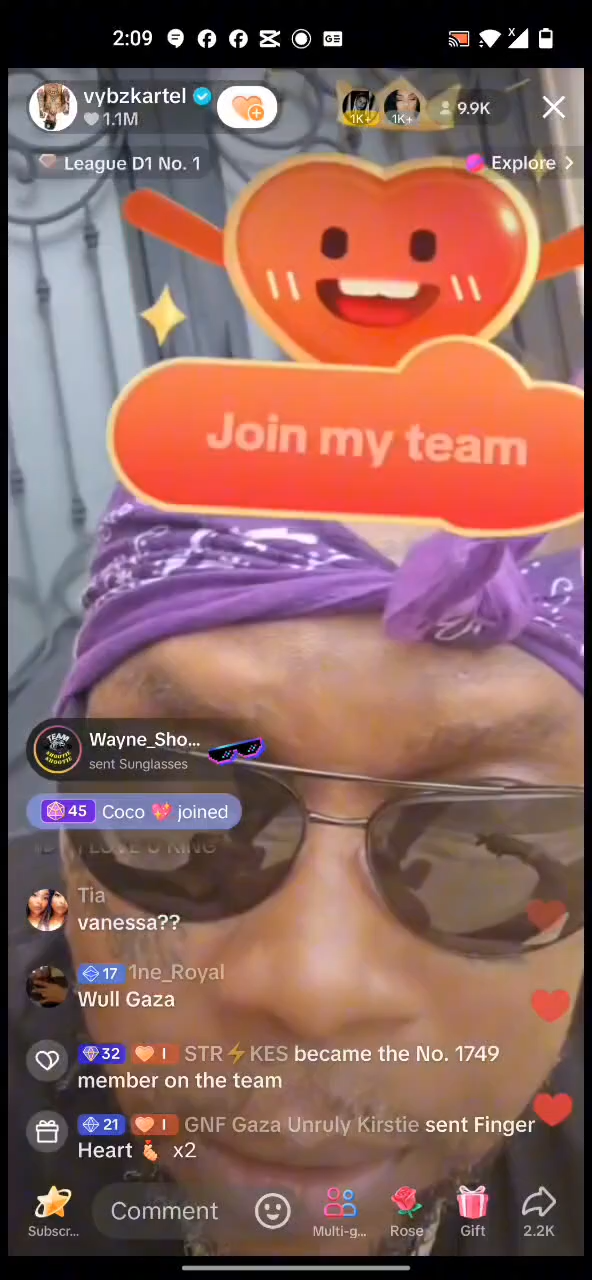 2:09
vybzkartel
1.1M
1K+
1K+
9.9K
League D1 No. 1
Explore
Join my team
Wayne_Sho...
sent Sunglasses
45 Coco 💖 joined
I LOVE U KING
Tia
vanessa??
17 1ne_Royal
Wull Gaza
32 I STR⚡KES became the No. 1749
member on the team
21 I GNF Gaza Unruly Kirstie sent Finger
Heart x2
Subscr...
Comment
Multi-g...
Rose
Gift
2.2K